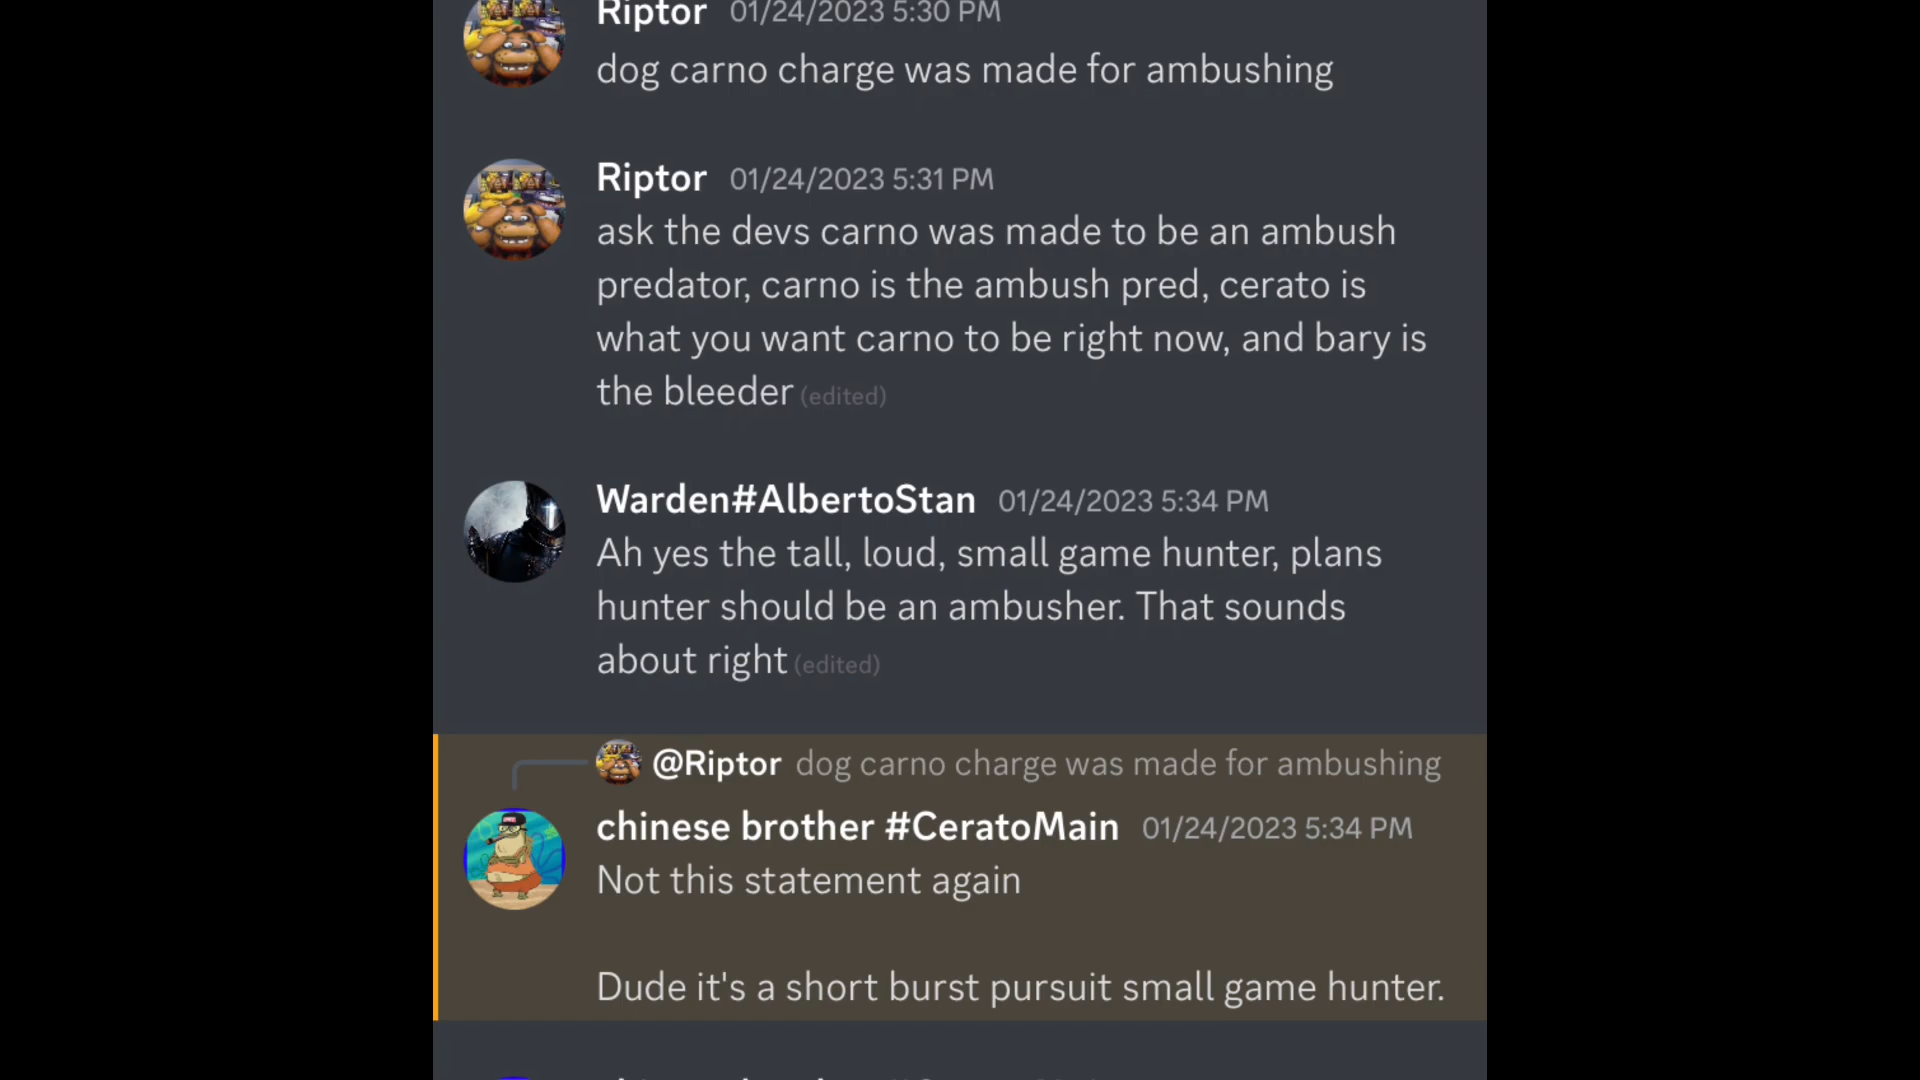 Riptor 01/24/2023 5:30 PM
dog carno charge was made for ambushing
Riptor 01/24/2023 5:31 PM
ask the devs carno was made to be an ambush
predator, carno is the ambush pred, cerato is
what you want carno to be right now, and bary is
the bleeder (edited)
Warden#AlbertoStan 01/24/2023 5:34 PM
Ah yes the tall, loud, small game hunter, plans
hunter should be an ambusher. That sounds
about right (edited)
@Riptor dog carno charge was made for ambushing
chinese brother #CeratoMain 01/24/2023 5:34 PM
Not this statement again
Dude it's a short burst pursuit small game hunter.